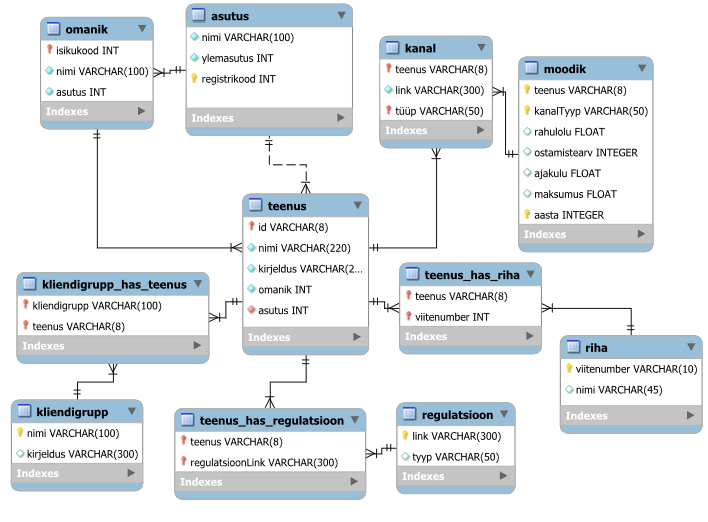 omanik
isikukood INT
nimi VARCHAR(100)
asutus INT
Indexes
asutus
nimi VARCHAR(100)
ylemasutus INT
registrikood INT
Indexes
kanal
teenus VARCHAR(8)
link VARCHAR(300)
tüüp VARCHAR(50)
Indexes
moodik
teenus VARCHAR(8)
kanalTyyp VARCHAR(50)
rahulolu FLOAT
ostamistearv INTEGER
ajakulu FLOAT
maksumus FLOAT
aasta INTEGER
Indexes
teenus
id VARCHAR(8)
nimi VARCHAR(220)
kirjeldus VARCHAR(2...
omanik INT
asutus INT
Indexes
kliendigrupp_has_teenus
kliendigrupp VARCHAR(100)
teenus VARCHAR(8)
Indexes
teenus_has_riha
teenus VARCHAR(8)
viitenumber INT
Indexes
riha
viitenumber VARCHAR(10)
nimi VARCHAR(45)
Indexes
kliendigrupp
nimi VARCHAR(100)
kirjeldus VARCHAR(300)
Indexes
teenus_has_regulatsioon
teenus VARCHAR(8)
regulatsioonLink VARCHAR(300)
Indexes
regulatsioon
link VARCHAR(300)
tyyp VARCHAR(50)
Indexes